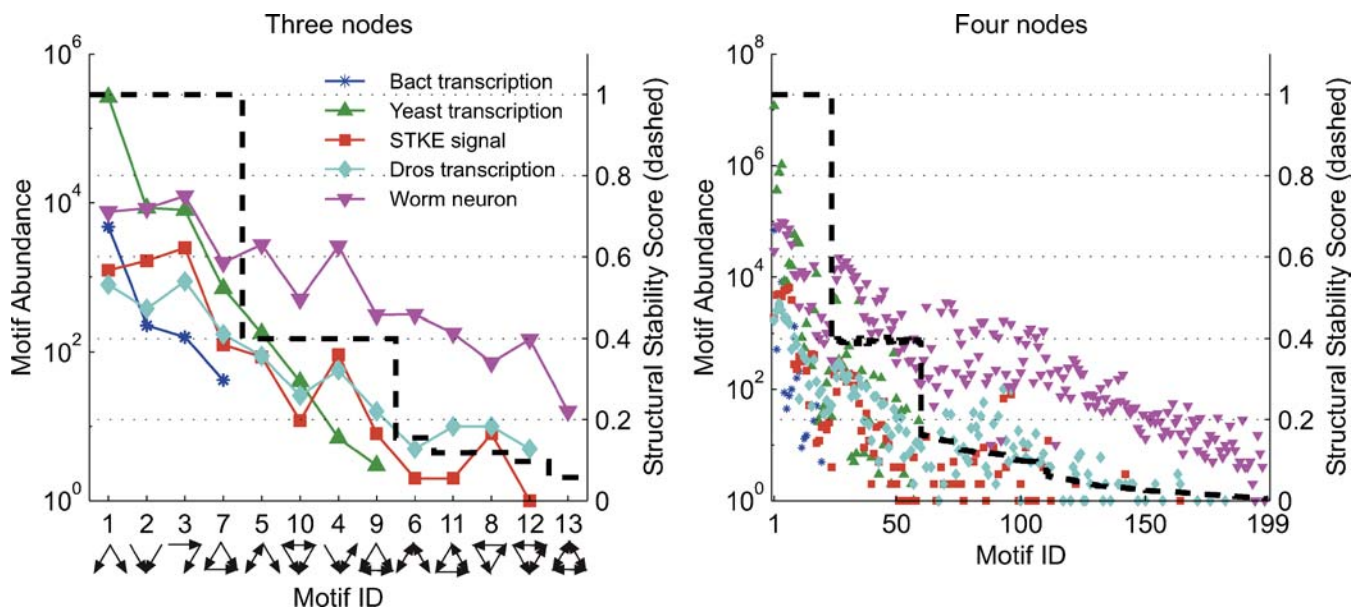 Three nodes
10^6
10^4
10^2
10^0
Motif Abundance
Bact transcription
Yeast transcription
STKE signal
Dros transcription
Worm neuron
1
0.8
0.6
0.4
0.2
0
Structural Stability Score (dashed)
1 2 3 7 5 10 4 9 6 11 8 12 13
Motif ID
Four nodes
10^8
10^6
10^4
10^2
10^0
Motif Abundance
1
0.8
0.6
0.4
0.2
0
Structural Stability Score (dashed)
1 50 100 150 199
Motif ID